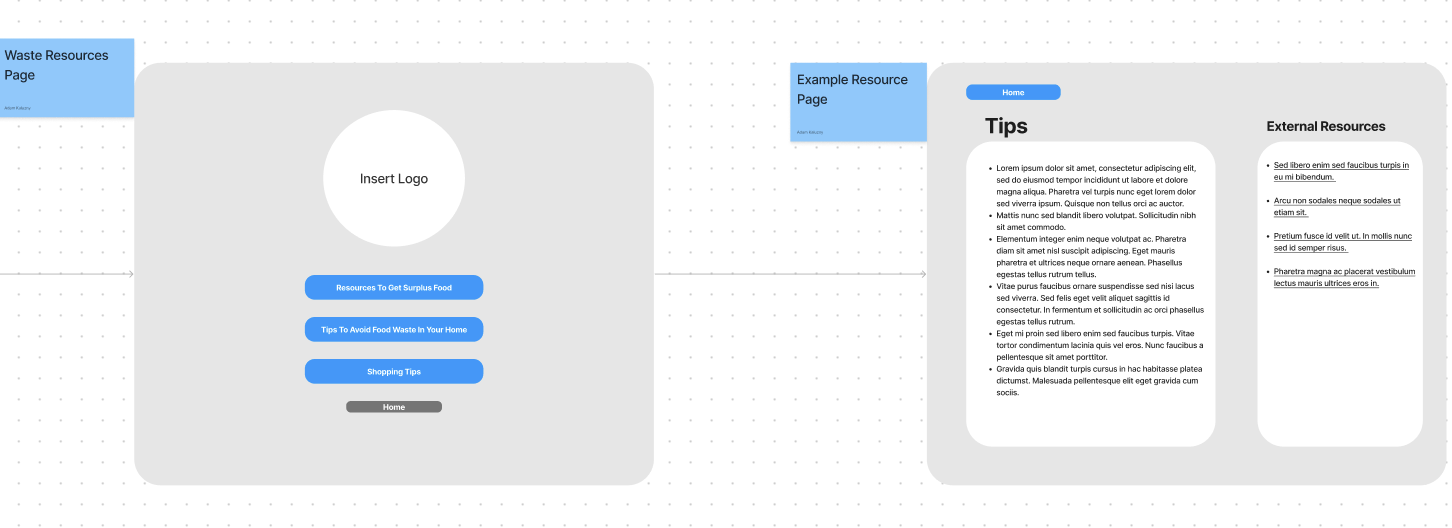 Waste Resources
Page
Insert Logo
Resources To Get Surplus Food
Tips To Avoid Food Waste In Your Home
Shopping Tips
Home
Example Resource
Page
Home
Tips
• Lorem ipsum dolor sit amet, consectetur adipiscing elit,
sed do eiusmod tempor incididunt ut labore et dolore
magna aliqua. Pharetra vel turpis nunc eget lorem dolor
sed viverra ipsum. Quisque non tellus orci ac auctor.
• Mattis nunc sed blandit libero volutpat. Sollicitudin nibh
sit amet commodo.
• Elementum integer enim neque volutpat ac. Pharetra
diam sit amet nisl suscipit adipiscing. Eget mauris
pharetra et ultrices neque ornare aenean. Phasellus
egestas tellus rutrum tellus.
• Vitae purus faucibus ornare suspendisse sed nisi lacus
sed viverra. Sed felis eget velit aliquet sagittis id
consectetur. In fermentum et sollicitudin ac orci phasellus
egestas tellus rutrum.
• Eget mi proin sed libero enim sed faucibus turpis. Vitae
tortor condimentum lacinia quis vel eros. Nunc faucibus a
pellentesque sit amet porttitor.
• Gravida quis blandit turpis cursus in hac habitasse platea
dictumst. Malesuada pellentesque elit eget gravida cum
sociis.
External Resources
• Sed libero enim sed faucibus turpis in
eu mi bibendum.
• Arcu non sodales neque sodales ut
etiam sit.
• Pretium fusce id velit ut. In mollis nunc
sed id semper risus.
• Pharetra magna ac placerat vestibulum
lectus mauris ultrices eros in.